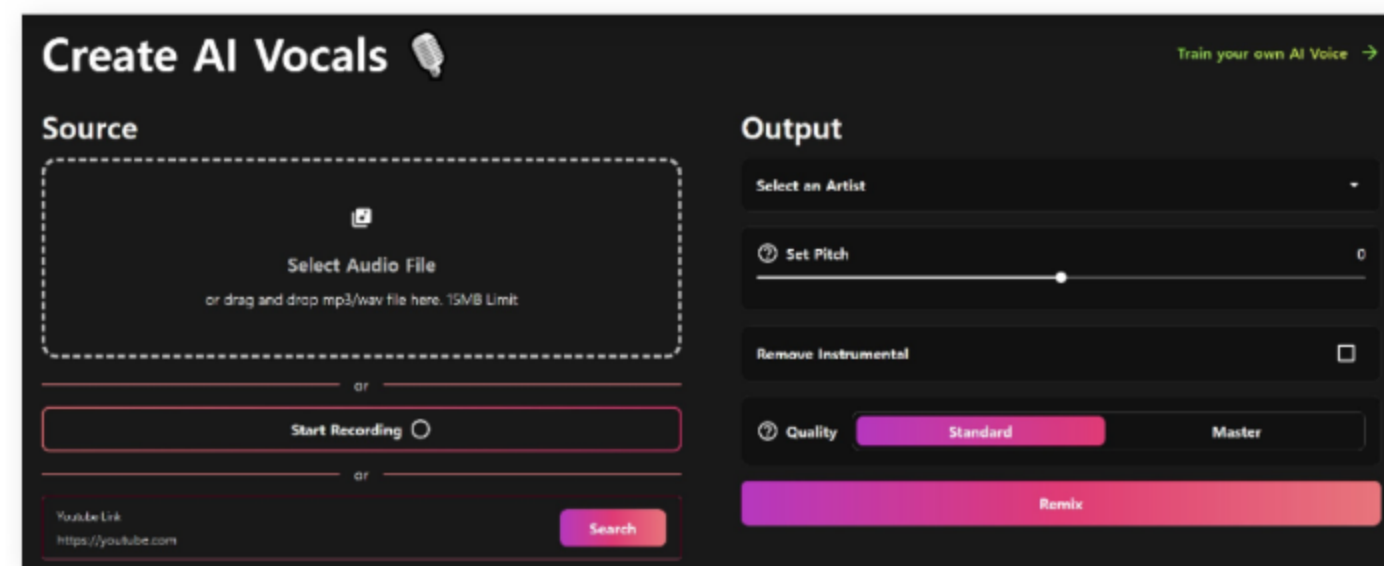 Create AI Vocals
Train your own AI Voice →
Source
Select Audio File
or drag and drop mp3/wav file here. 15MB Limit
or
Start Recording
or
Youtube Link
https://youtube.com
Search
Output
Select an Artist
Set Pitch
0
Remove Instrumental
Quality
Standard
Master
Remix